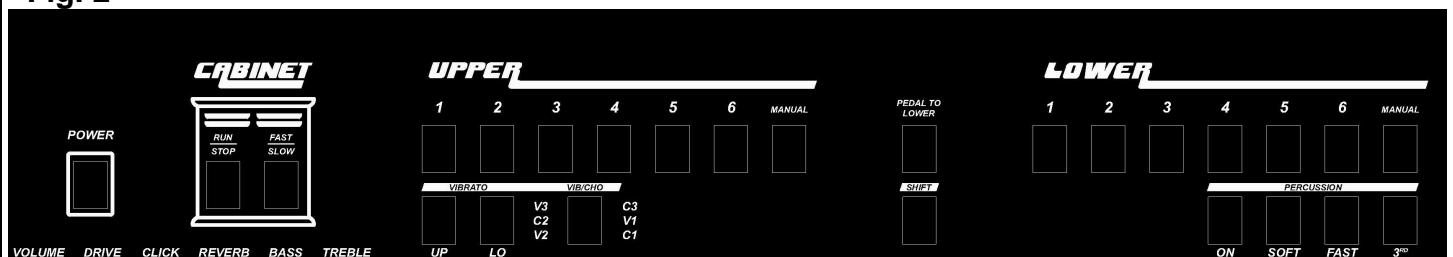 Fig. 2
CABINET UPPER LOWER
1 2 3 4 5 6 MANUAL PEDAL TO LOWER 1 2 3 4 5 6 MANUAL
POWER RUN STOP FAST SLOW
VIBRATO VIB/CHO SHIFT PERCUSSION
V3 C3
C2 V1
V2 C1
VOLUME DRIVE CLICK REVERB BASS TREBLE UP LO ON SOFT FAST 3RD